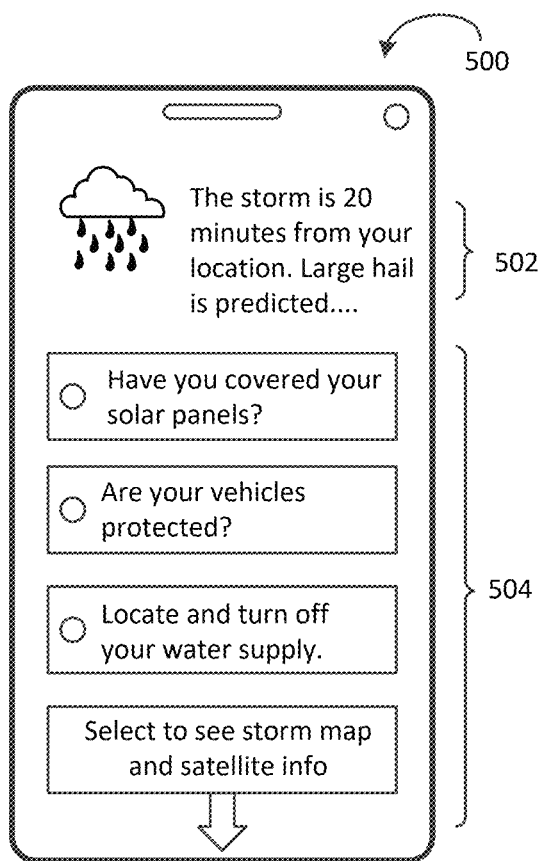 500
The storm is 20
minutes from your
location. Large hail
is predicted....
502
Have you covered your
solar panels?
Are your vehicles
protected?
504
Locate and turn off
your water supply.
Select to see storm map
and satellite info